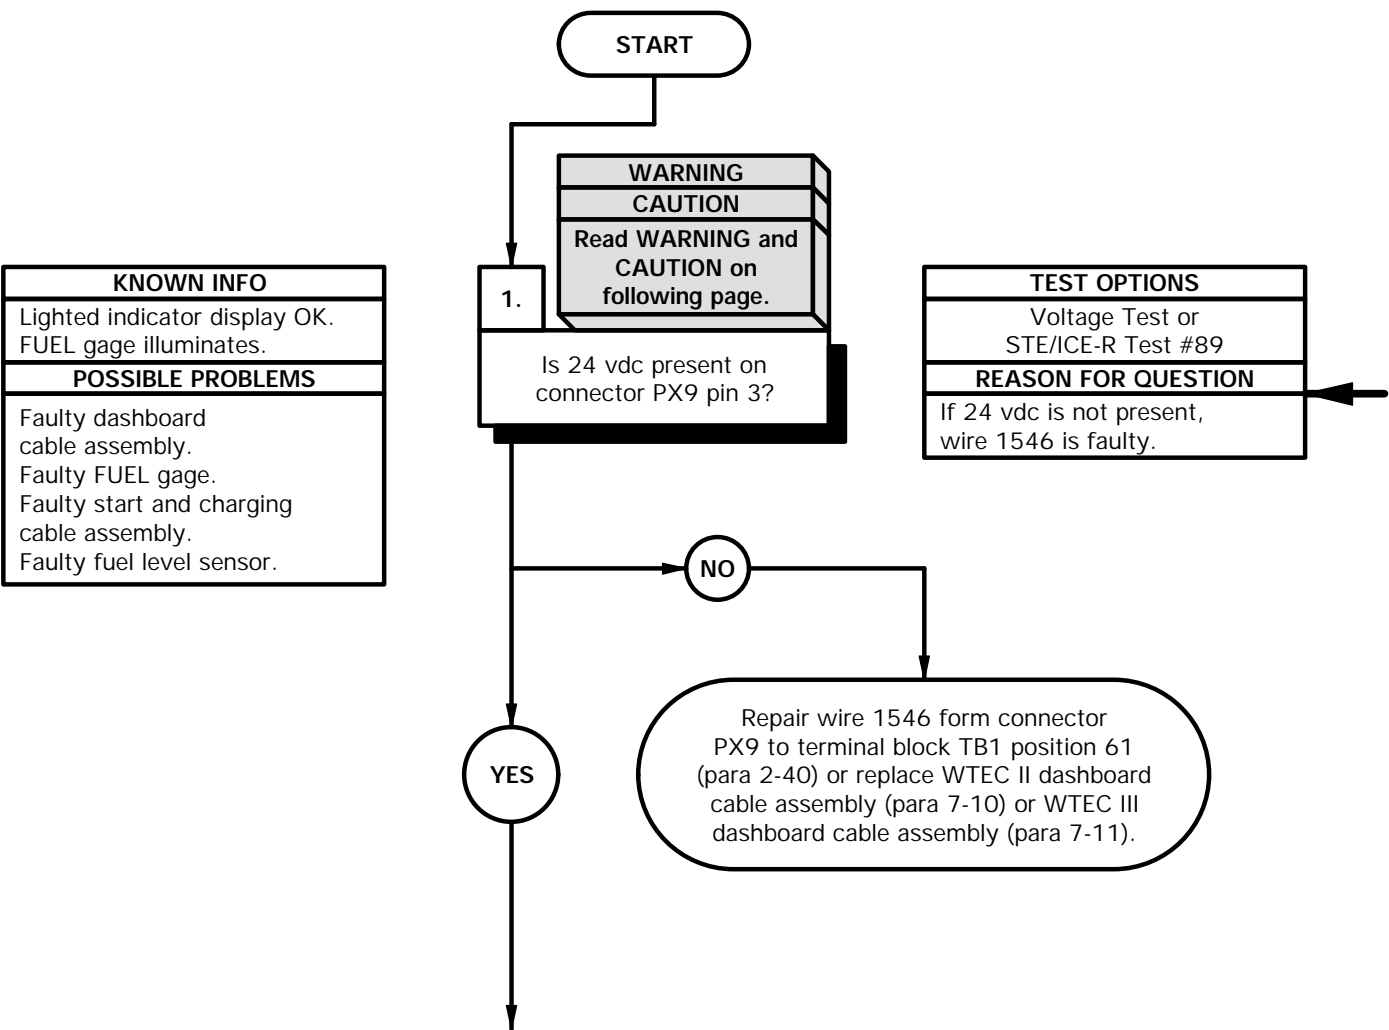 START
WARNING
CAUTION
Read WARNING and
CAUTION on
following page.
1.
Is 24 vdc present on
connector PX9 pin 3?
KNOWN INFO
Lighted indicator display OK.
FUEL gage illuminates.
POSSIBLE PROBLEMS
Faulty dashboard
cable assembly.
Faulty FUEL gage.
Faulty start and charging
cable assembly.
Faulty fuel level sensor.
TEST OPTIONS
Voltage Test or
STE/ICE-R Test #89
REASON FOR QUESTION
If 24 vdc is not present,
wire 1546 is faulty.
NO
Repair wire 1546 form connector
PX9 to terminal block TB1 position 61
(para 2-40) or replace WTEC II dashboard
cable assembly (para 7-10) or WTEC III
dashboard cable assembly (para 7-11).
YES